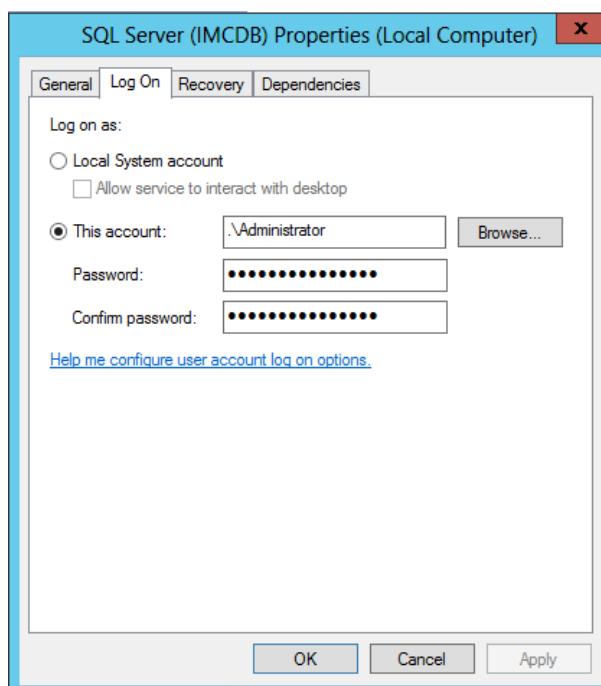 SQL Server (IMCDB) Properties (Local Computer)
x
General Log On Recovery Dependencies
Log on as:
Local System account
Allow service to interact with desktop
This account: .\Administrator Browse...
Password: •••••••••••••••
Confirm password: •••••••••••••••
Help me configure user account log on options.
OK Cancel Apply